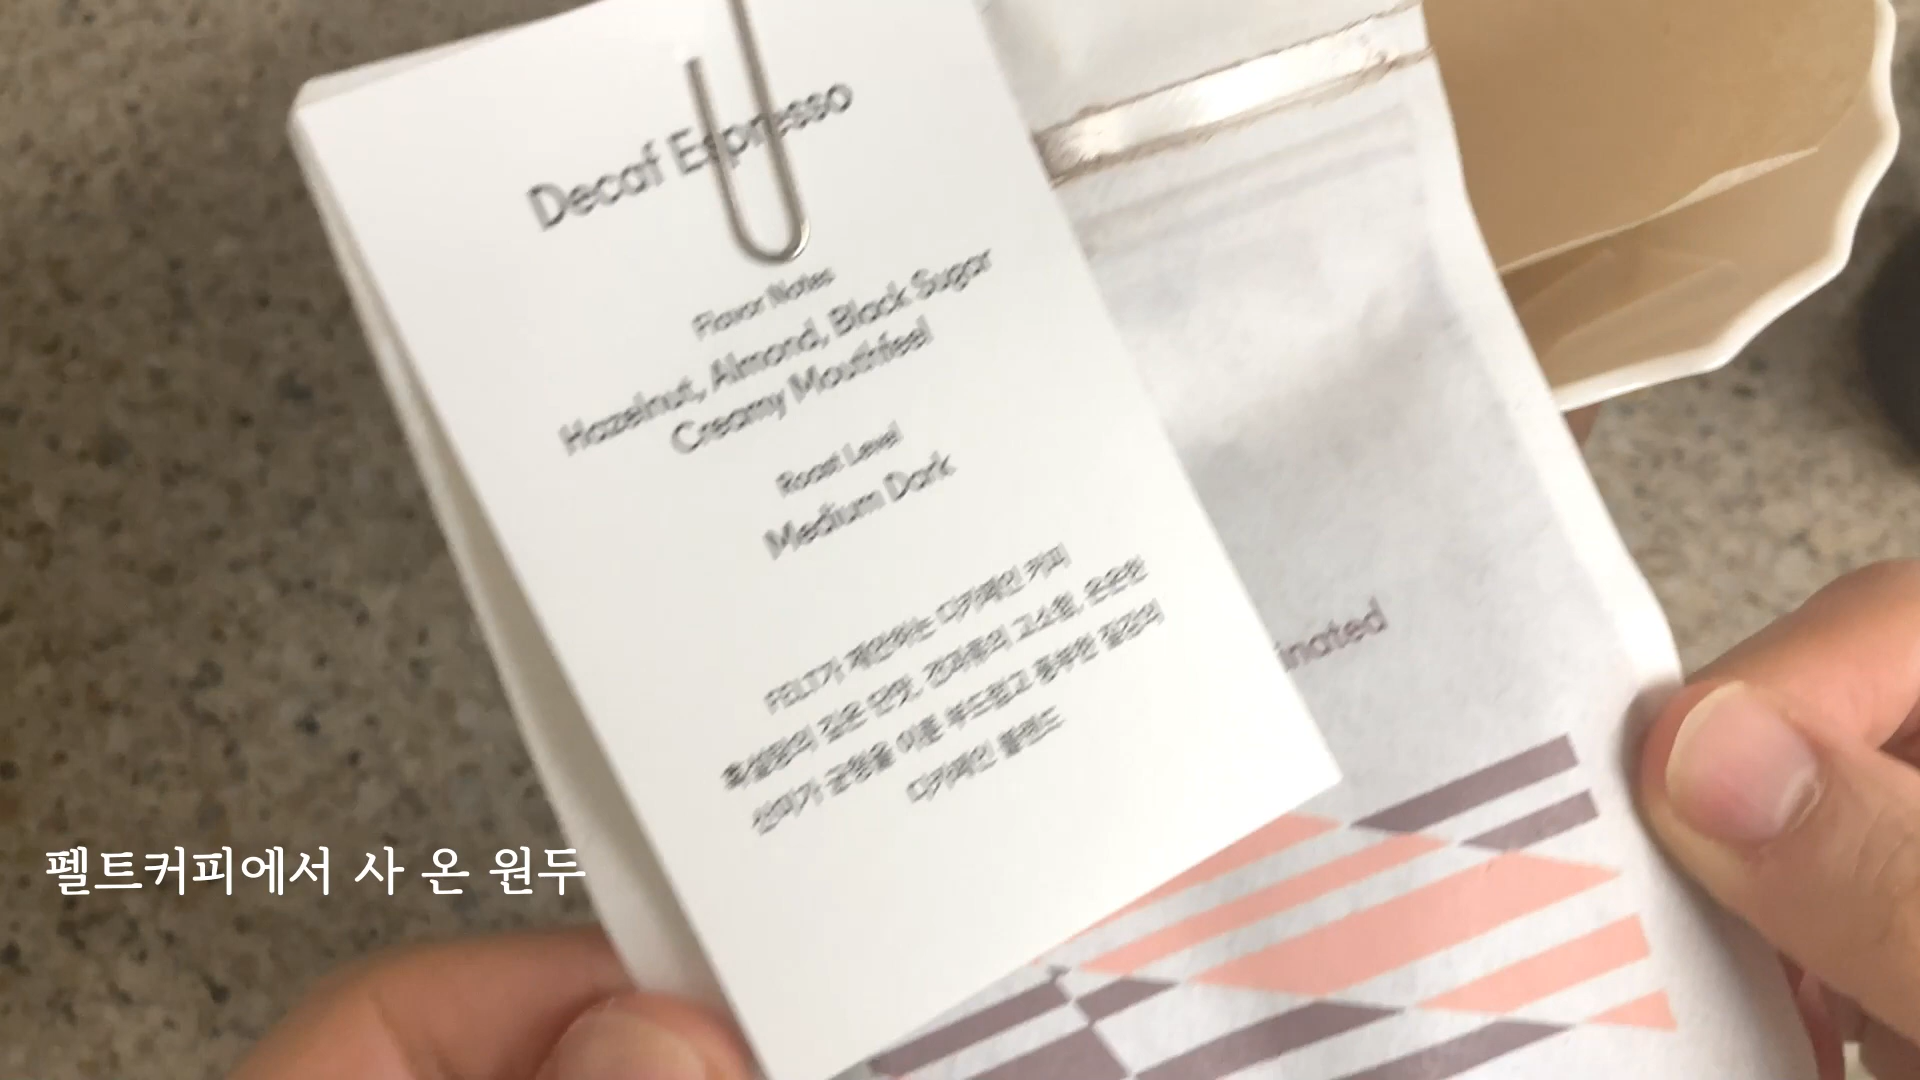 Decaf Espresso
Flavor Notes
Hazelnut, Almond, Black Sugar
Creamy Mouthfeel
Roast Level
Medium Dark
FELT가 제안하는 디카페인 커피
흑설탕의 깊은 단맛, 견과류의 고소함, 은은한
산미가 균형을 이룬 부드럽고 풍부한 질감의
디카페인 블렌드
inated
펠트커피에서 사 온 원두